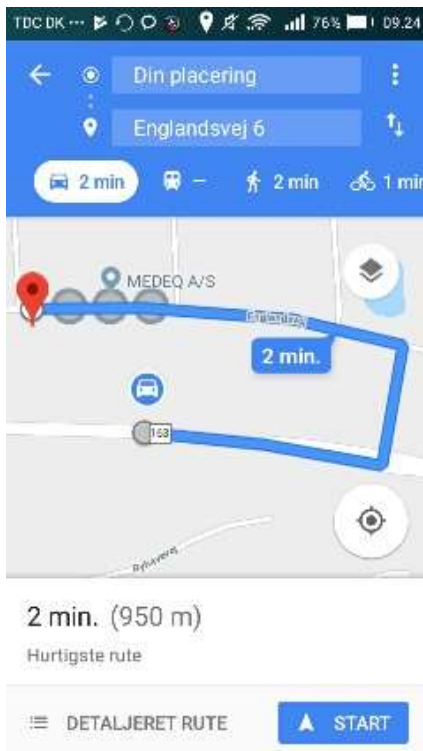 TDC DK ... 76% 09.24
Din placering
Englandsvej 6
2 min – 2 min 1 min
MEDEQ A/S
2 min.
163
2 min. (950 m)
Hurtigste rute
DETALJERET RUTE START